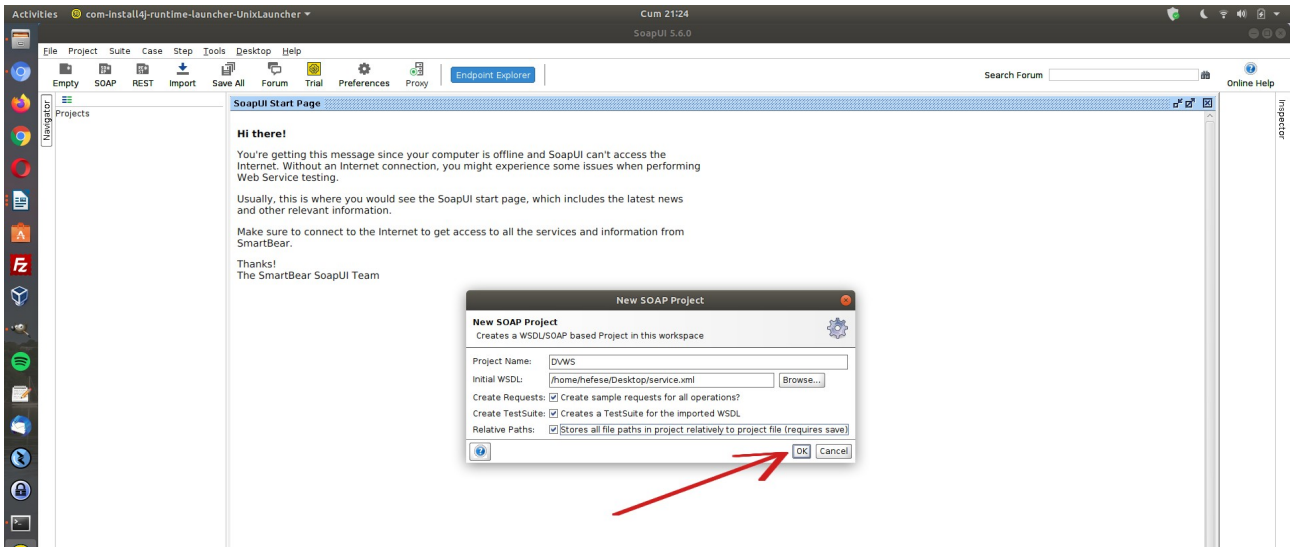 Activities com-install4j-runtime-launcher-UnixLauncher Cum 21:24
SoapUI 5.6.0
File Project Suite Case Step Tools Desktop Help
Empty SOAP REST Import Save All Forum Trial Preferences Proxy Endpoint Explorer Search Forum Online Help
Navigator
Projects
SoapUI Start Page
Inspector
Hi there!
You're getting this message since your computer is offline and SoapUI can't access the
Internet. Without an Internet connection, you might experience some issues when performing
Web Service testing.
Usually, this is where you would see the SoapUI start page, which includes the latest news
and other relevant information.
Make sure to connect to the Internet to get access to all the services and information from
SmartBear.
Thanks!
The SmartBear SoapUI Team
New SOAP Project
New SOAP Project
Creates a WSDL/SOAP based Project in this workspace
Project Name: DVWS
Initial WSDL: /home/hefese/Desktop/service.xml Browse...
Create Requests: Create sample requests for all operations?
Create TestSuite: Creates a TestSuite for the imported WSDL
Relative Paths: Stores all file paths in project relatively to project file (requires save)
OK Cancel